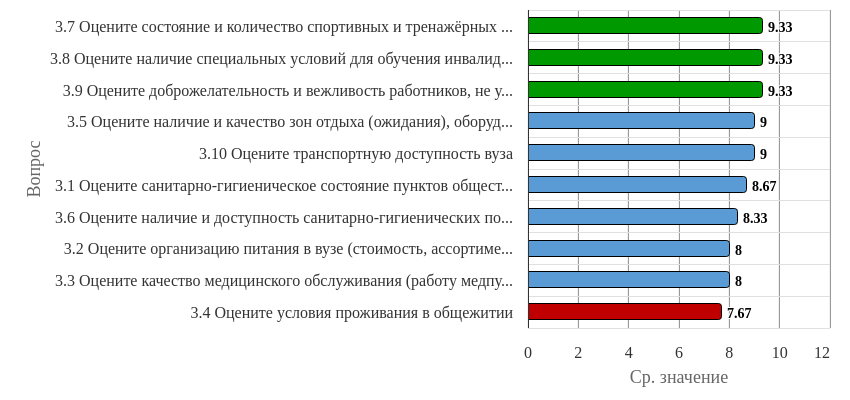 3.7 Оцените состояние и количество спортивных и тренажёрных ... 9.33
3.8 Оцените наличие специальных условий для обучения инвалид... 9.33
3.9 Оцените доброжелательность и вежливость работников, не у... 9.33
3.5 Оцените наличие и качество зон отдыха (ожидания), оборуд... 9
3.10 Оцените транспортную доступность вуза 9
3.1 Оцените санитарно-гигиеническое состояние пунктов общест... 8.67
3.6 Оцените наличие и доступность санитарно-гигиенических по... 8.33
3.2 Оцените организацию питания в вузе (стоимость, ассортиме... 8
3.3 Оцените качество медицинского обслуживания (работу медпу... 8
3.4 Оцените условия проживания в общежитии 7.67
Вопрос
0 2 4 6 8 10 12
Ср. значение